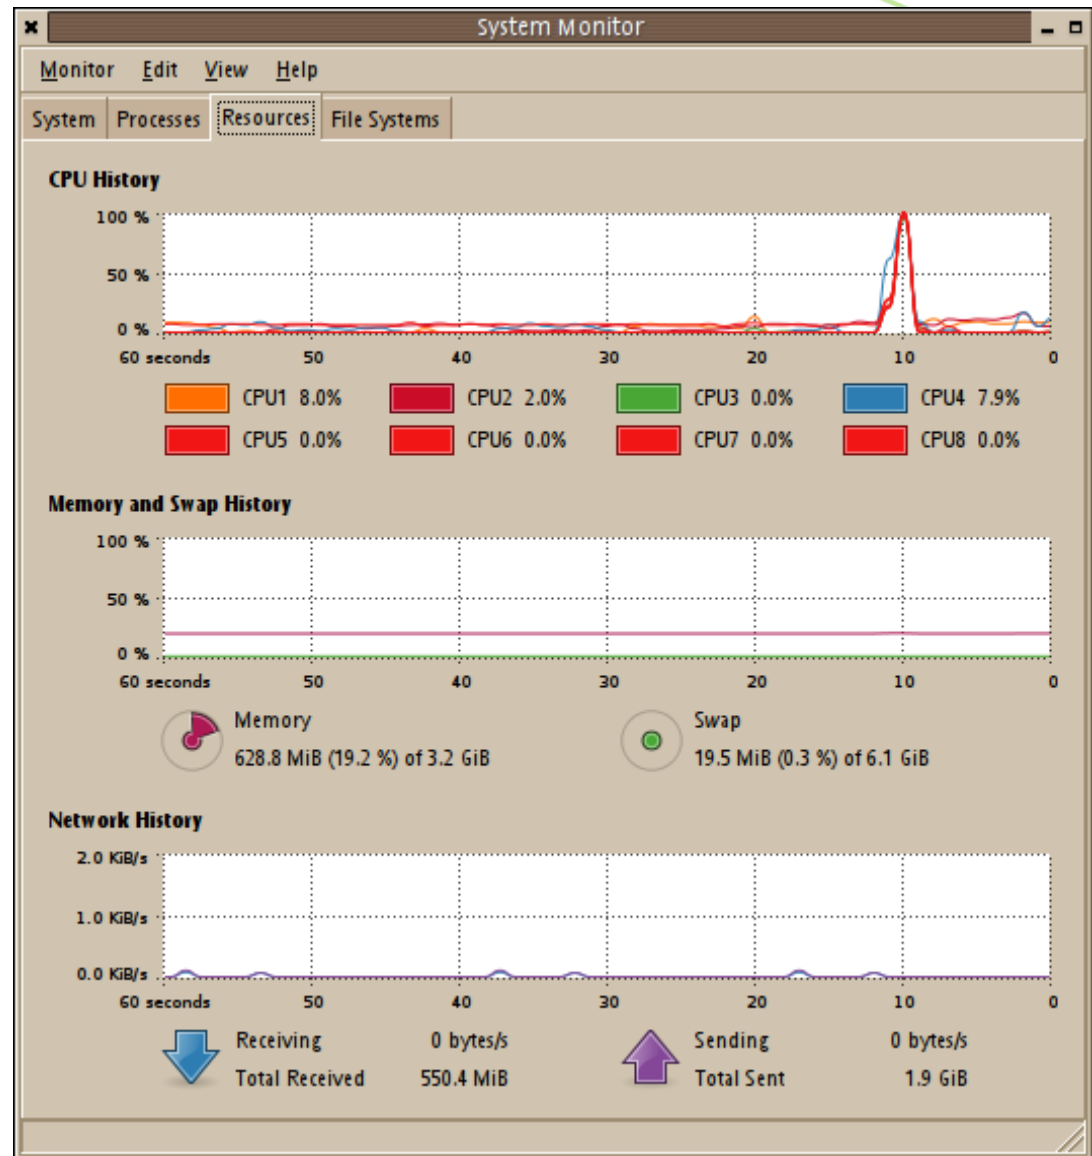 System Monitor
Monitor Edit View Help
System Processes Resources File Systems
CPU History
100 %
50 %
0 %
60 seconds 50 40 30 20 10 0
CPU1 8.0% CPU2 2.0% CPU3 0.0% CPU4 7.9%
CPU5 0.0% CPU6 0.0% CPU7 0.0% CPU8 0.0%
Memory and Swap History
100 %
50 %
0 %
60 seconds 50 40 30 20 10 0
Memory Swap
628.8 MiB (19.2 %) of 3.2 GiB 19.5 MiB (0.3 %) of 6.1 GiB
Network History
2.0 KiB/s
1.0 KiB/s
0.0 KiB/s
60 seconds 50 40 30 20 10 0
Receiving 0 bytes/s Sending 0 bytes/s
Total Received 550.4 MiB Total Sent 1.9 GiB